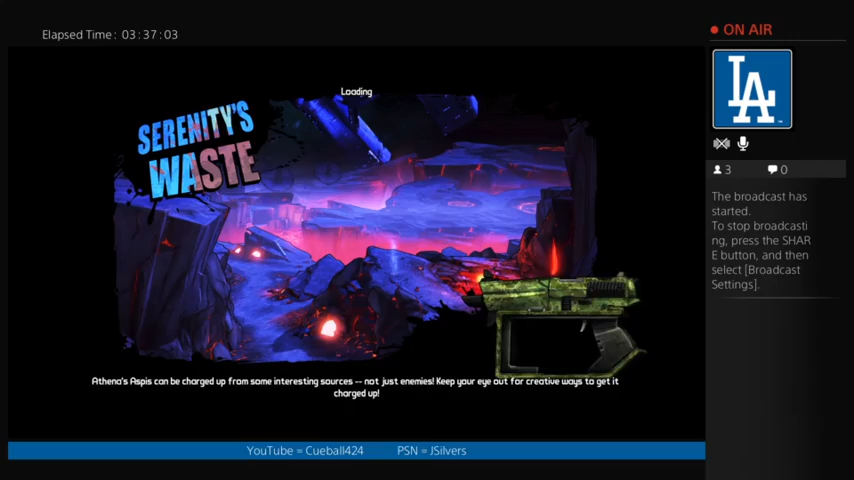 Elapsed Time: 03:37:03
ON AIR
Loading
SERENITY'S
WASTE
LA
3
0
The broadcast has
started.
To stop broadcasti
ng, press the SHAR
E button, and then
select [Broadcast
Settings].
Athena's Aspis can be charged up from some interesting sources -- not just enemies! Keep your eye out for creative ways to get it
charged up!
YouTube = Cueball424 PSN = JSilvers